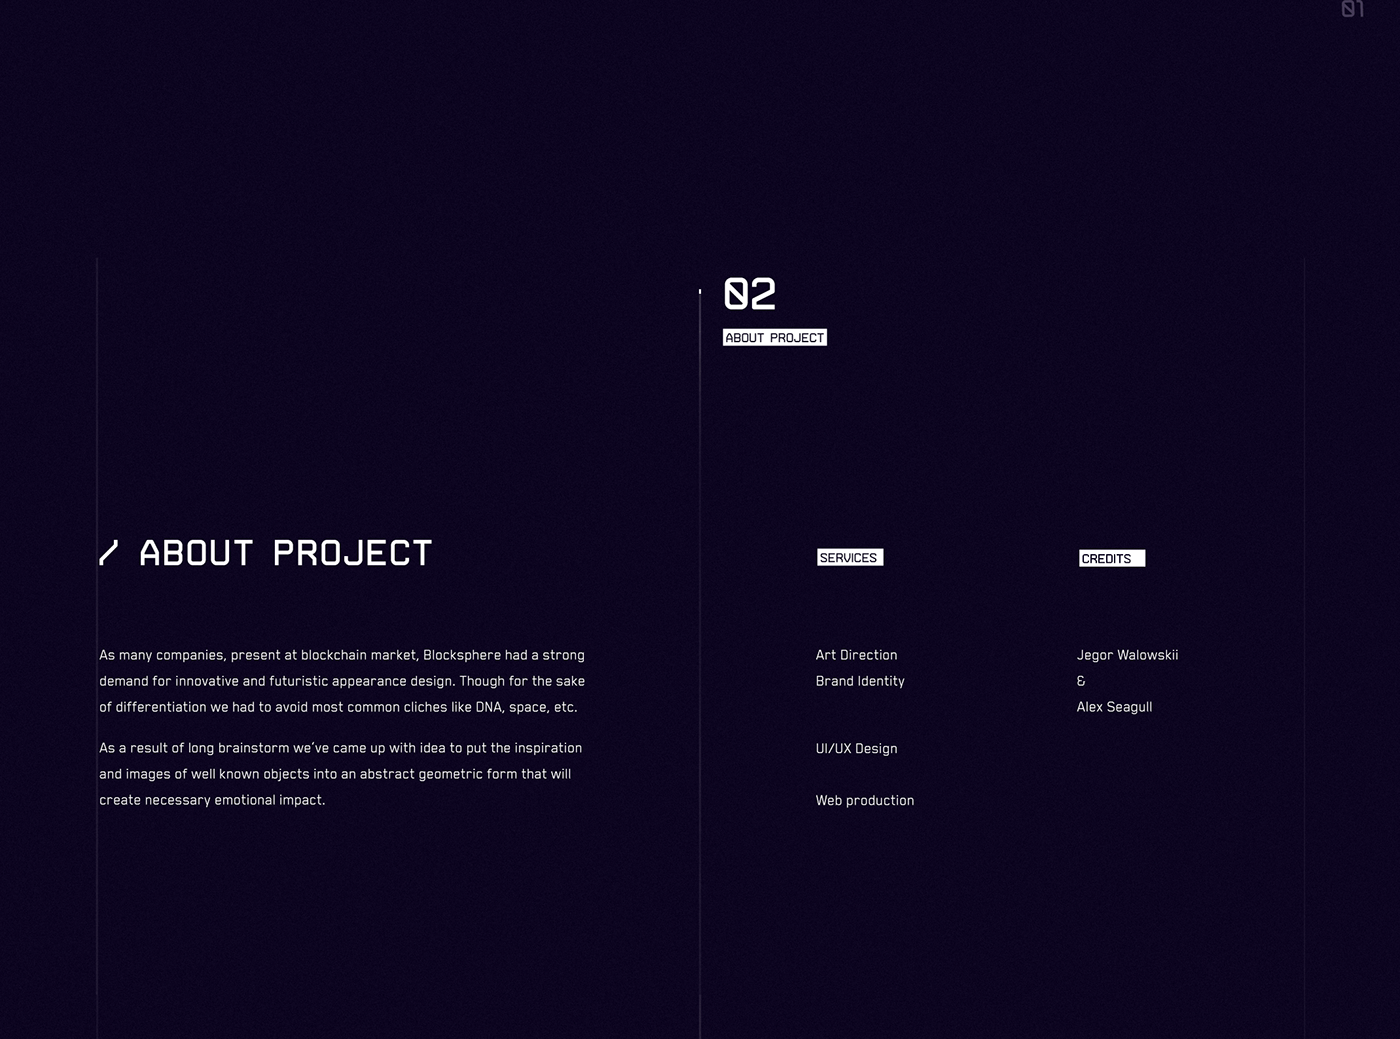 01
02
ABOUT PROJECT
/ ABOUT PROJECT
As many companies, present at blockchain market, Blocksphere had a strong
demand for innovative and futuristic appearance design. Though for the sake
of differentiation we had to avoid most common cliches like DNA, space, etc.
As a result of long brainstorm we've came up with idea to put the inspiration
and images of well known objects into an abstract geometric form that will
create necessary emotional impact.
SERVICES
Art Direction
Brand Identity
UI/UX Design
Web production
CREDITS
Jegor Walowskii
&
Alex Seagull